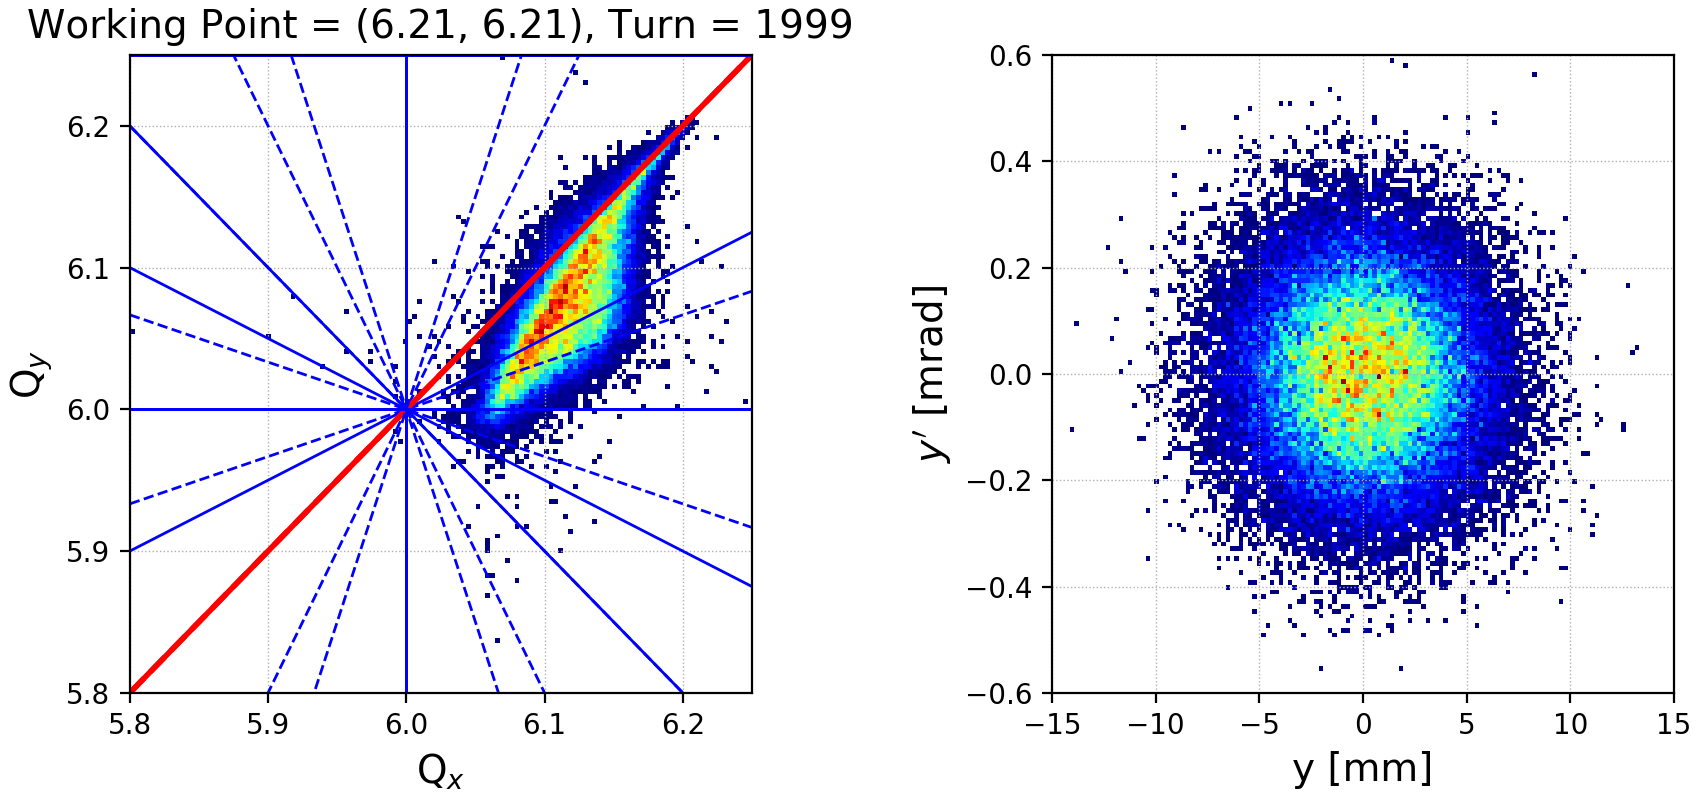 Working Point = (6.21, 6.21), Turn = 1999
6.2
6.1
6.0
5.9
5.8
Qy
5.8 5.9 6.0 6.1 6.2
Qx
0.6
0.4
0.2
0.0
−0.2
−0.4
−0.6
y′ [mrad]
−15 −10 −5 0 5 10 15
y [mm]